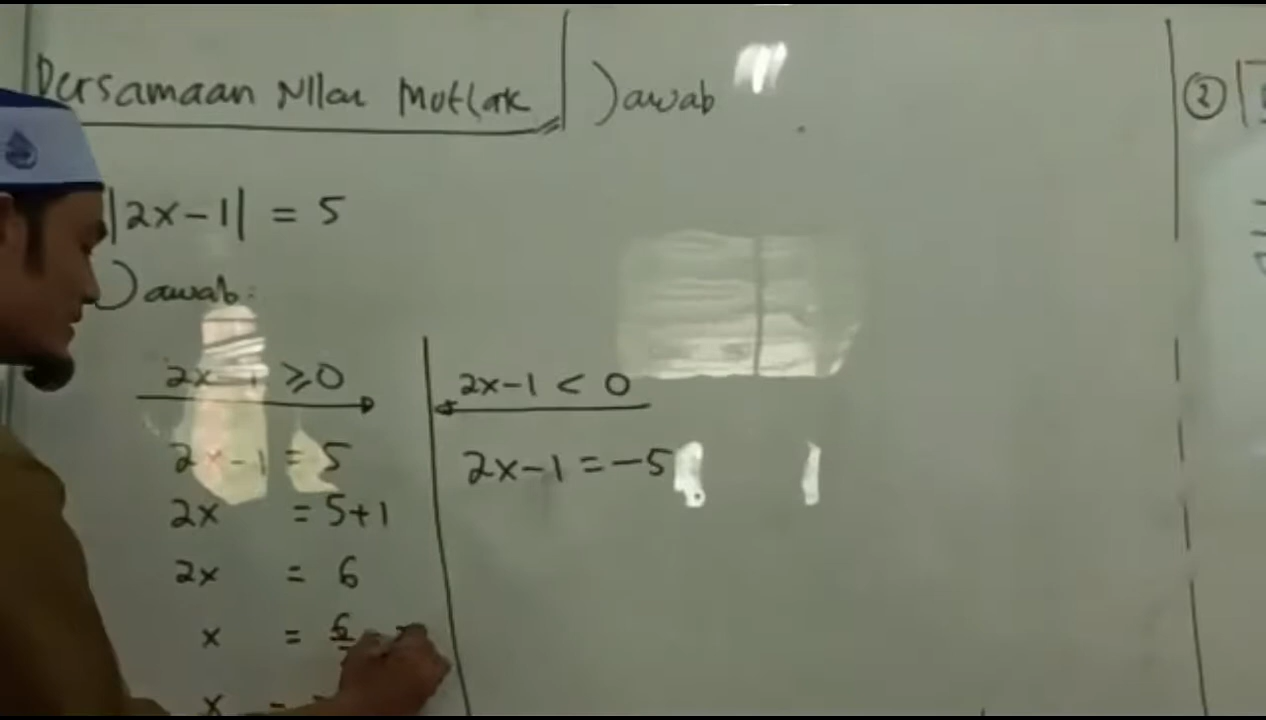 Persamaan Nilai Mutlak
|2x-1| = 5
Jawab:
2x-1 ≥ 0
2x-1 = 5
2x = 5+1
2x = 6
x = 6
x =
2x-1 < 0
2x-1 = -5
Jawab
②